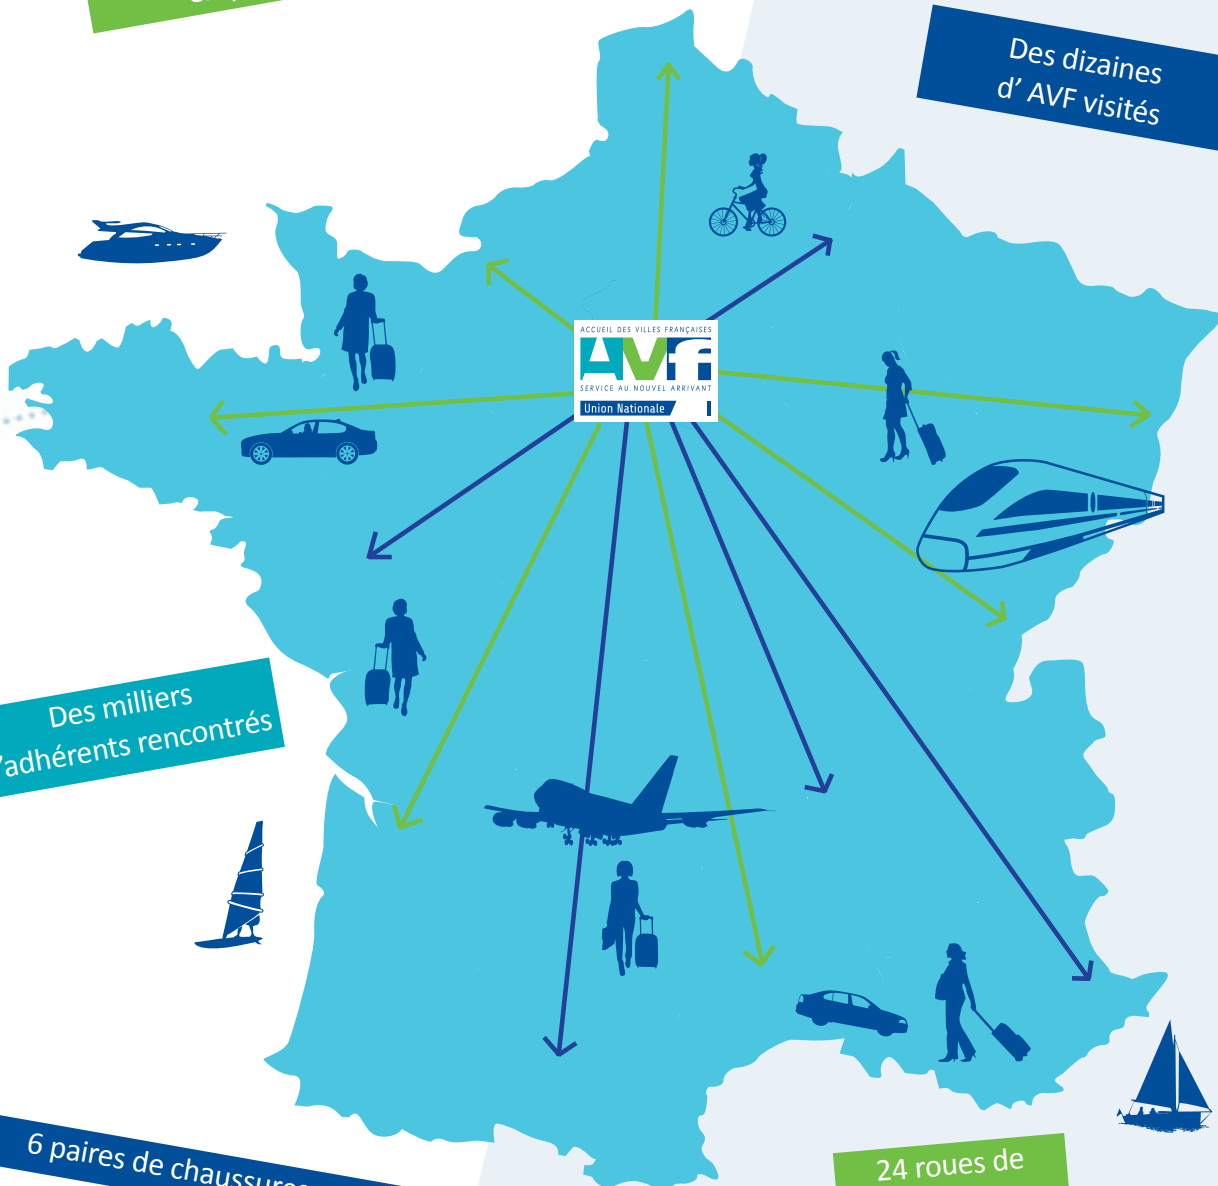 Des dizaines
d' AVF visités
ACCUEIL DES VILLES FRANÇAISES
AVf
SERVICE AU NOUVEL ARRIVANT
Union Nationale
Des milliers
'adhérents rencontrés
6 paires de chaussures
24 roues de